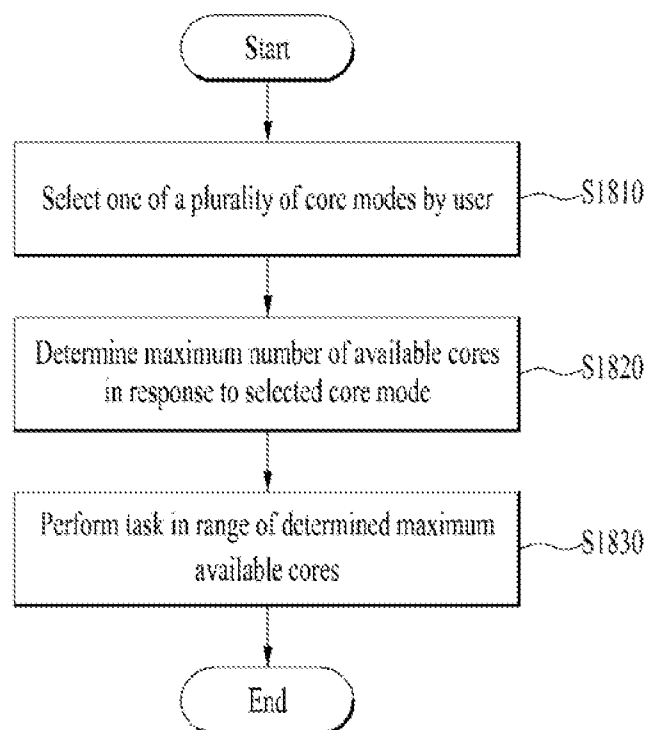 Start
Select one of a plurality of core modes by user
S1810
Determine maximum number of available cores
in response to selected core mode
S1820
Perform task in range of determined maximum
available cores
S1830
End